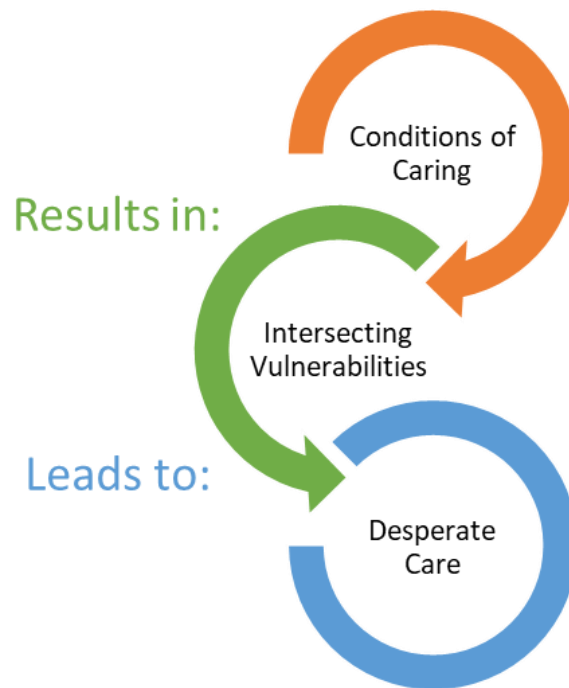 Conditions of
Caring
Results in:
Intersecting
Vulnerabilities
Leads to:
Desperate
Care